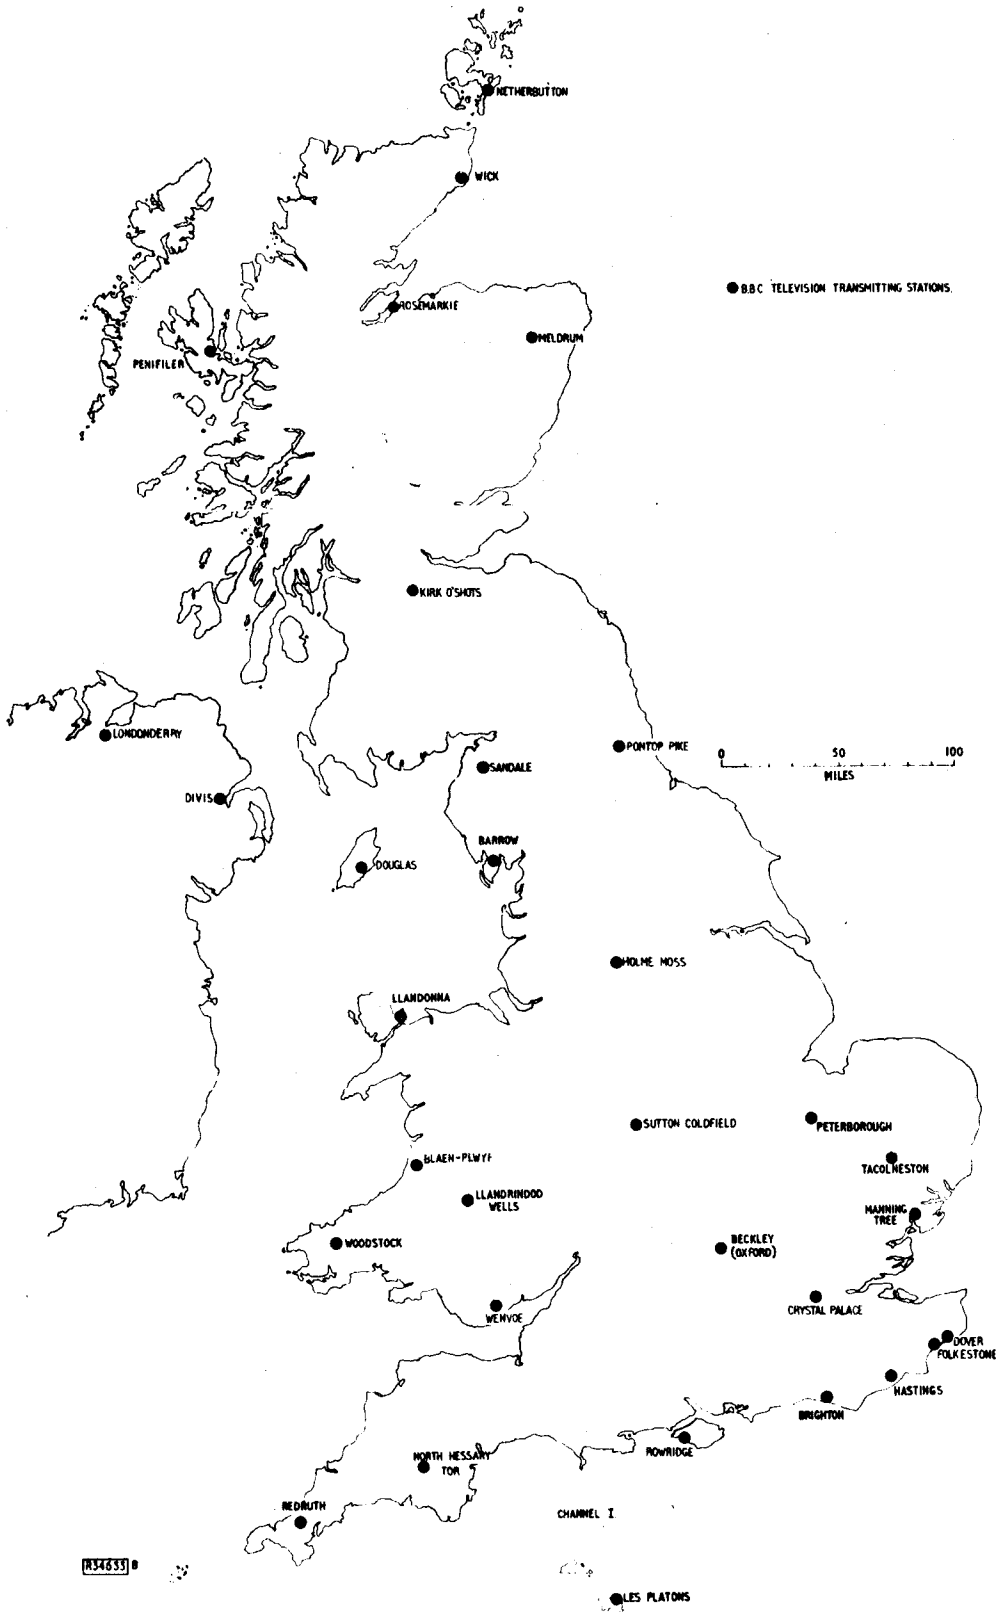 NETHERBUTTON
WICK
B.B.C TELEVISION TRANSMITTING STATIONS.
ROSEMARKIE
MELDRUM
PENIFILER
KIRK O'SHOTS
LONDONDERRY
PONTOP PIKE
0 50 100
MILES
SANDALE
DIVIS
BARROW
DOUGLAS
HOLME MOSS
LLANDONNA
SUTTON COLDFIELD
PETERBOROUGH
BLAEN-PLWYF
TACOLNESTON
LLANDRINDOD
WELLS
MANNING
TREE
WOODSTOCK
BECKLEY
(OXFORD)
WENVOE
CRYSTAL PALACE
DOVER
FOLKESTONE
HASTINGS
BRIGHTON
ROWRIDGE
NORTH HESSARY
TOR
REDRUTH
CHANNEL I
R34633 B
LES PLATONS